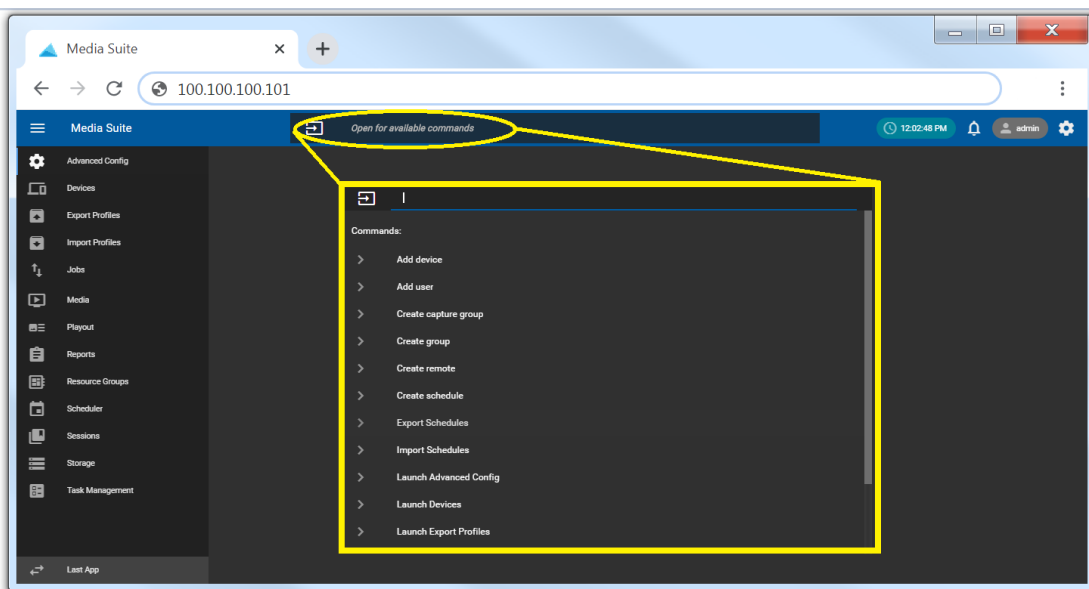 Media Suite
100.100.100.101
Media Suite
Open for available commands
12:02:48 PM
admin
Advanced Config
Devices
Export Profiles
Import Profiles
Jobs
Media
Playout
Reports
Resource Groups
Scheduler
Sessions
Storage
Task Management
Last App
Commands:
Add device
Add user
Create capture group
Create group
Create remote
Create schedule
Export Schedules
Import Schedules
Launch Advanced Config
Launch Devices
Launch Export Profiles